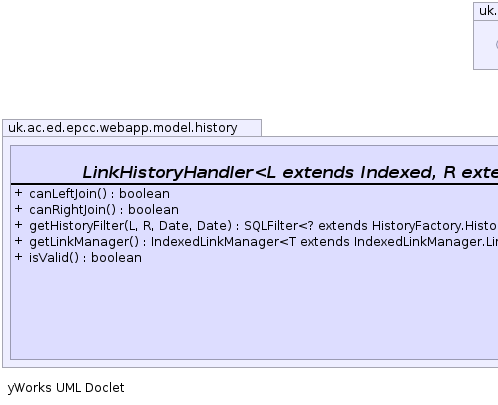 uk.
uk.ac.ed.epcc.webapp.model.history
LinkHistoryHandler<L extends Indexed, R exte
+ canLeftJoin() : boolean
+ canRightJoin() : boolean
+ getHistoryFilter(L, R, Date, Date) : SQLFilter<? extends HistoryFactory.Histo
+ getLinkManager() : IndexedLinkManager<T extends IndexedLinkManager.Lin
+ isValid() : boolean
yWorks UML Doclet